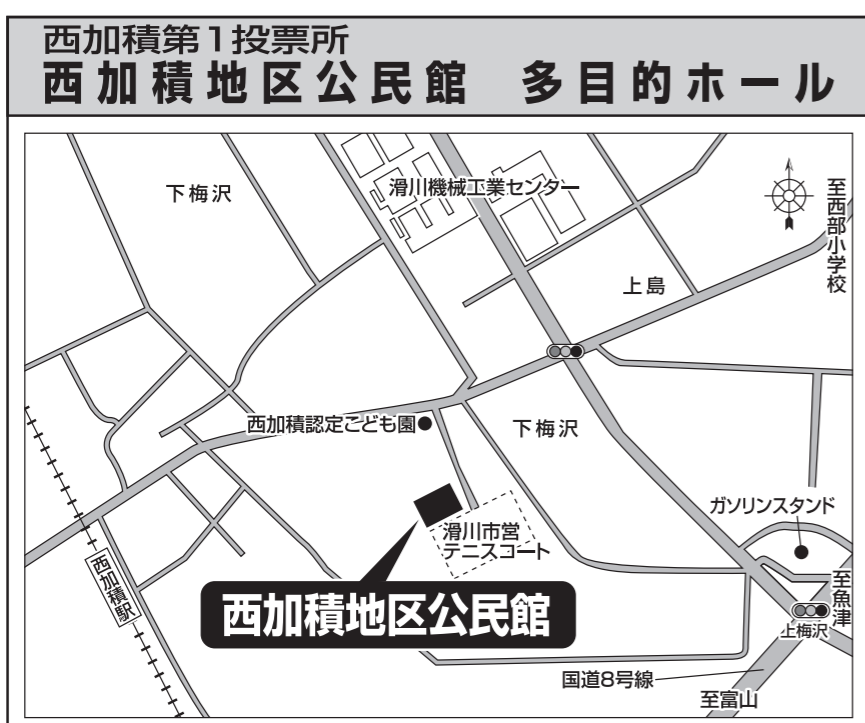 西加積第1投票所
西加積地区公民館 多目的ホール
下梅沢
滑川機械工業センター
至西部小学校
上島
西加積認定こども園
下梅沢
ガソリンスタンド
滑川市営
テニスコート
西加積駅
西加積地区公民館
至魚津
上梅沢
国道8号線
至富山